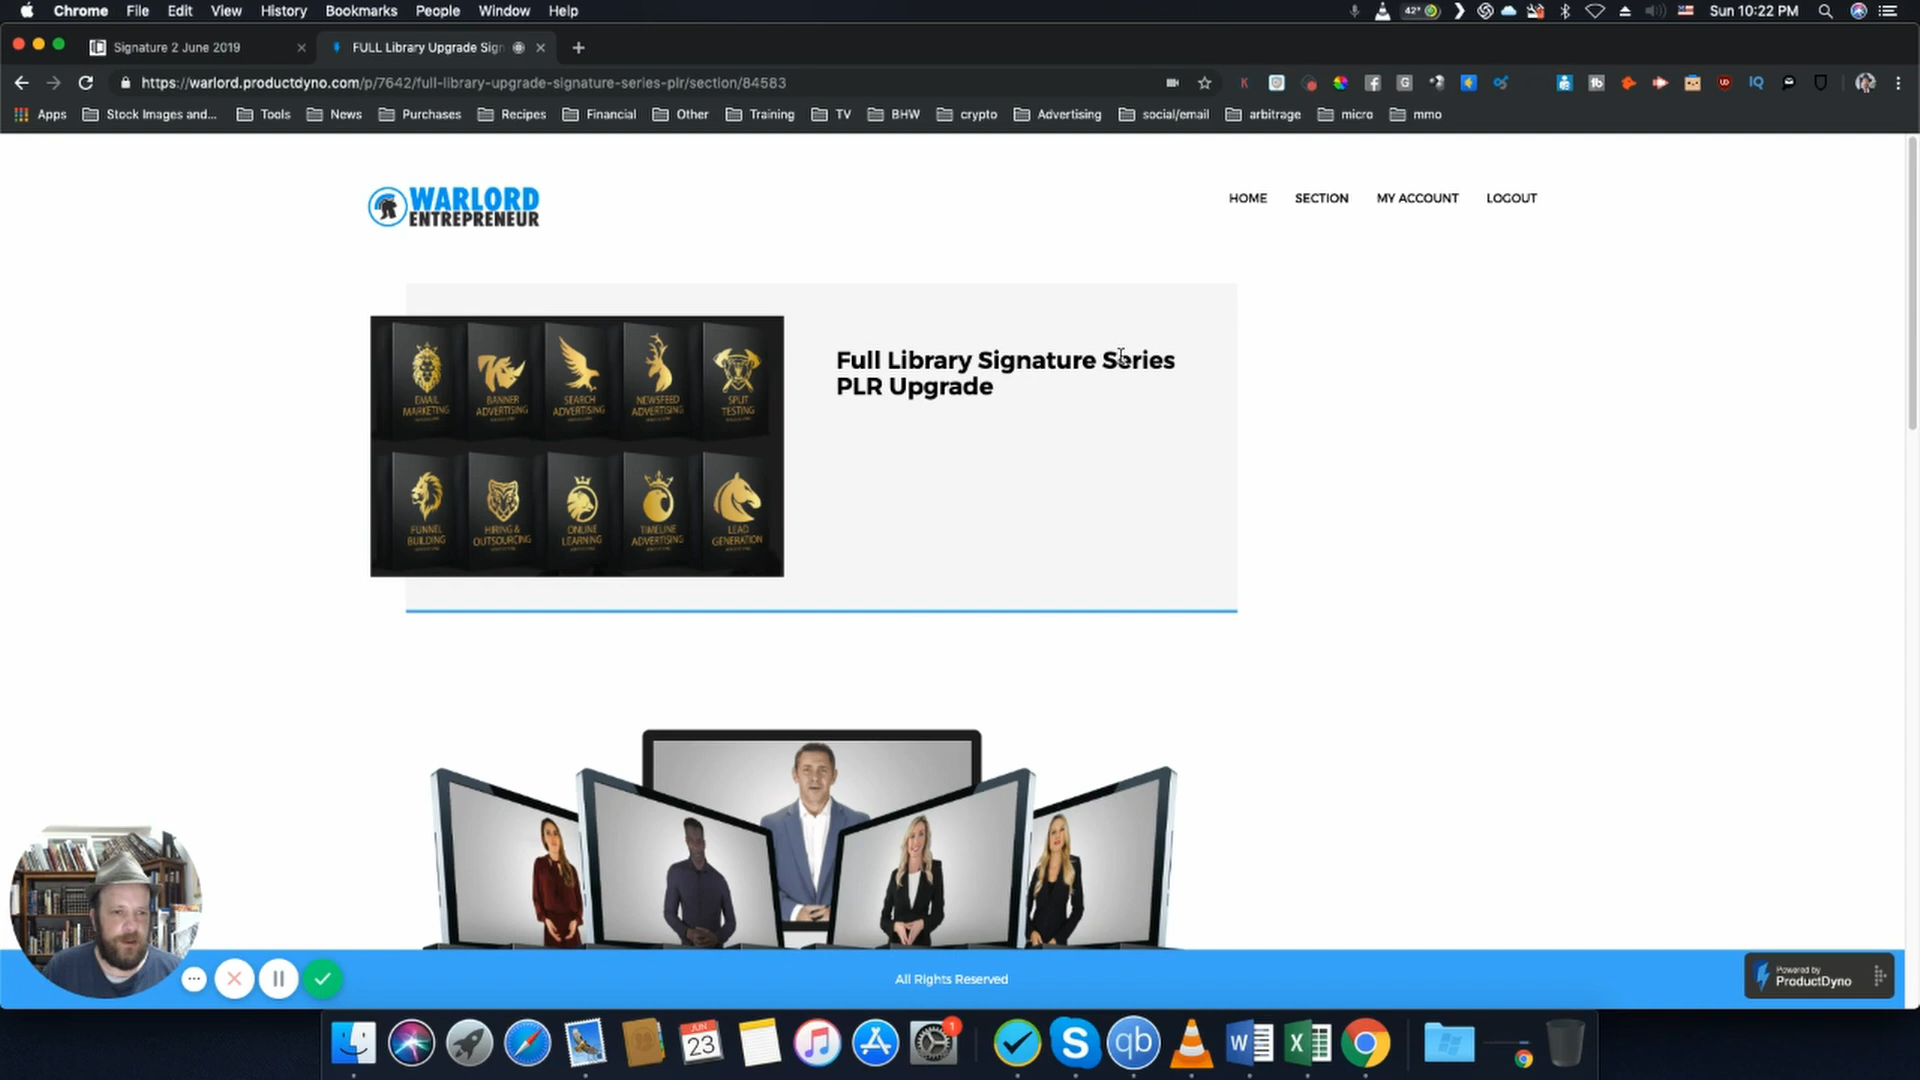 Chrome File Edit View History Bookmarks People Window Help
42° Sun 10:22 PM
Signature 2 June 2019
FULL Library Upgrade Sign
https://warlord.productdyno.com/p/7642/full-library-upgrade-signature-series-plr/section/84583
Apps Stock Images and... Tools News Purchases Recipes Financial Other Training TV BHW crypto Advertising social/email arbitrage micro mmo
WARLORD
ENTREPRENEUR
HOME SECTION MY ACCOUNT LOGOUT
EMAIL
MARKETING
BANNER
ADVERTISING
SEARCH
ADVERTISING
NEWSFEED
ADVERTISING
SPLIT
TESTING
FUNNEL
BUILDING
HIRING &
OUTSOURCING
ONLINE
LEARNING
TIMELINE
ADVERTISING
LEAD
GENERATION
Full Library Signature Series
PLR Upgrade
All Rights Reserved
Powered by
ProductDyno
JUN
23
1